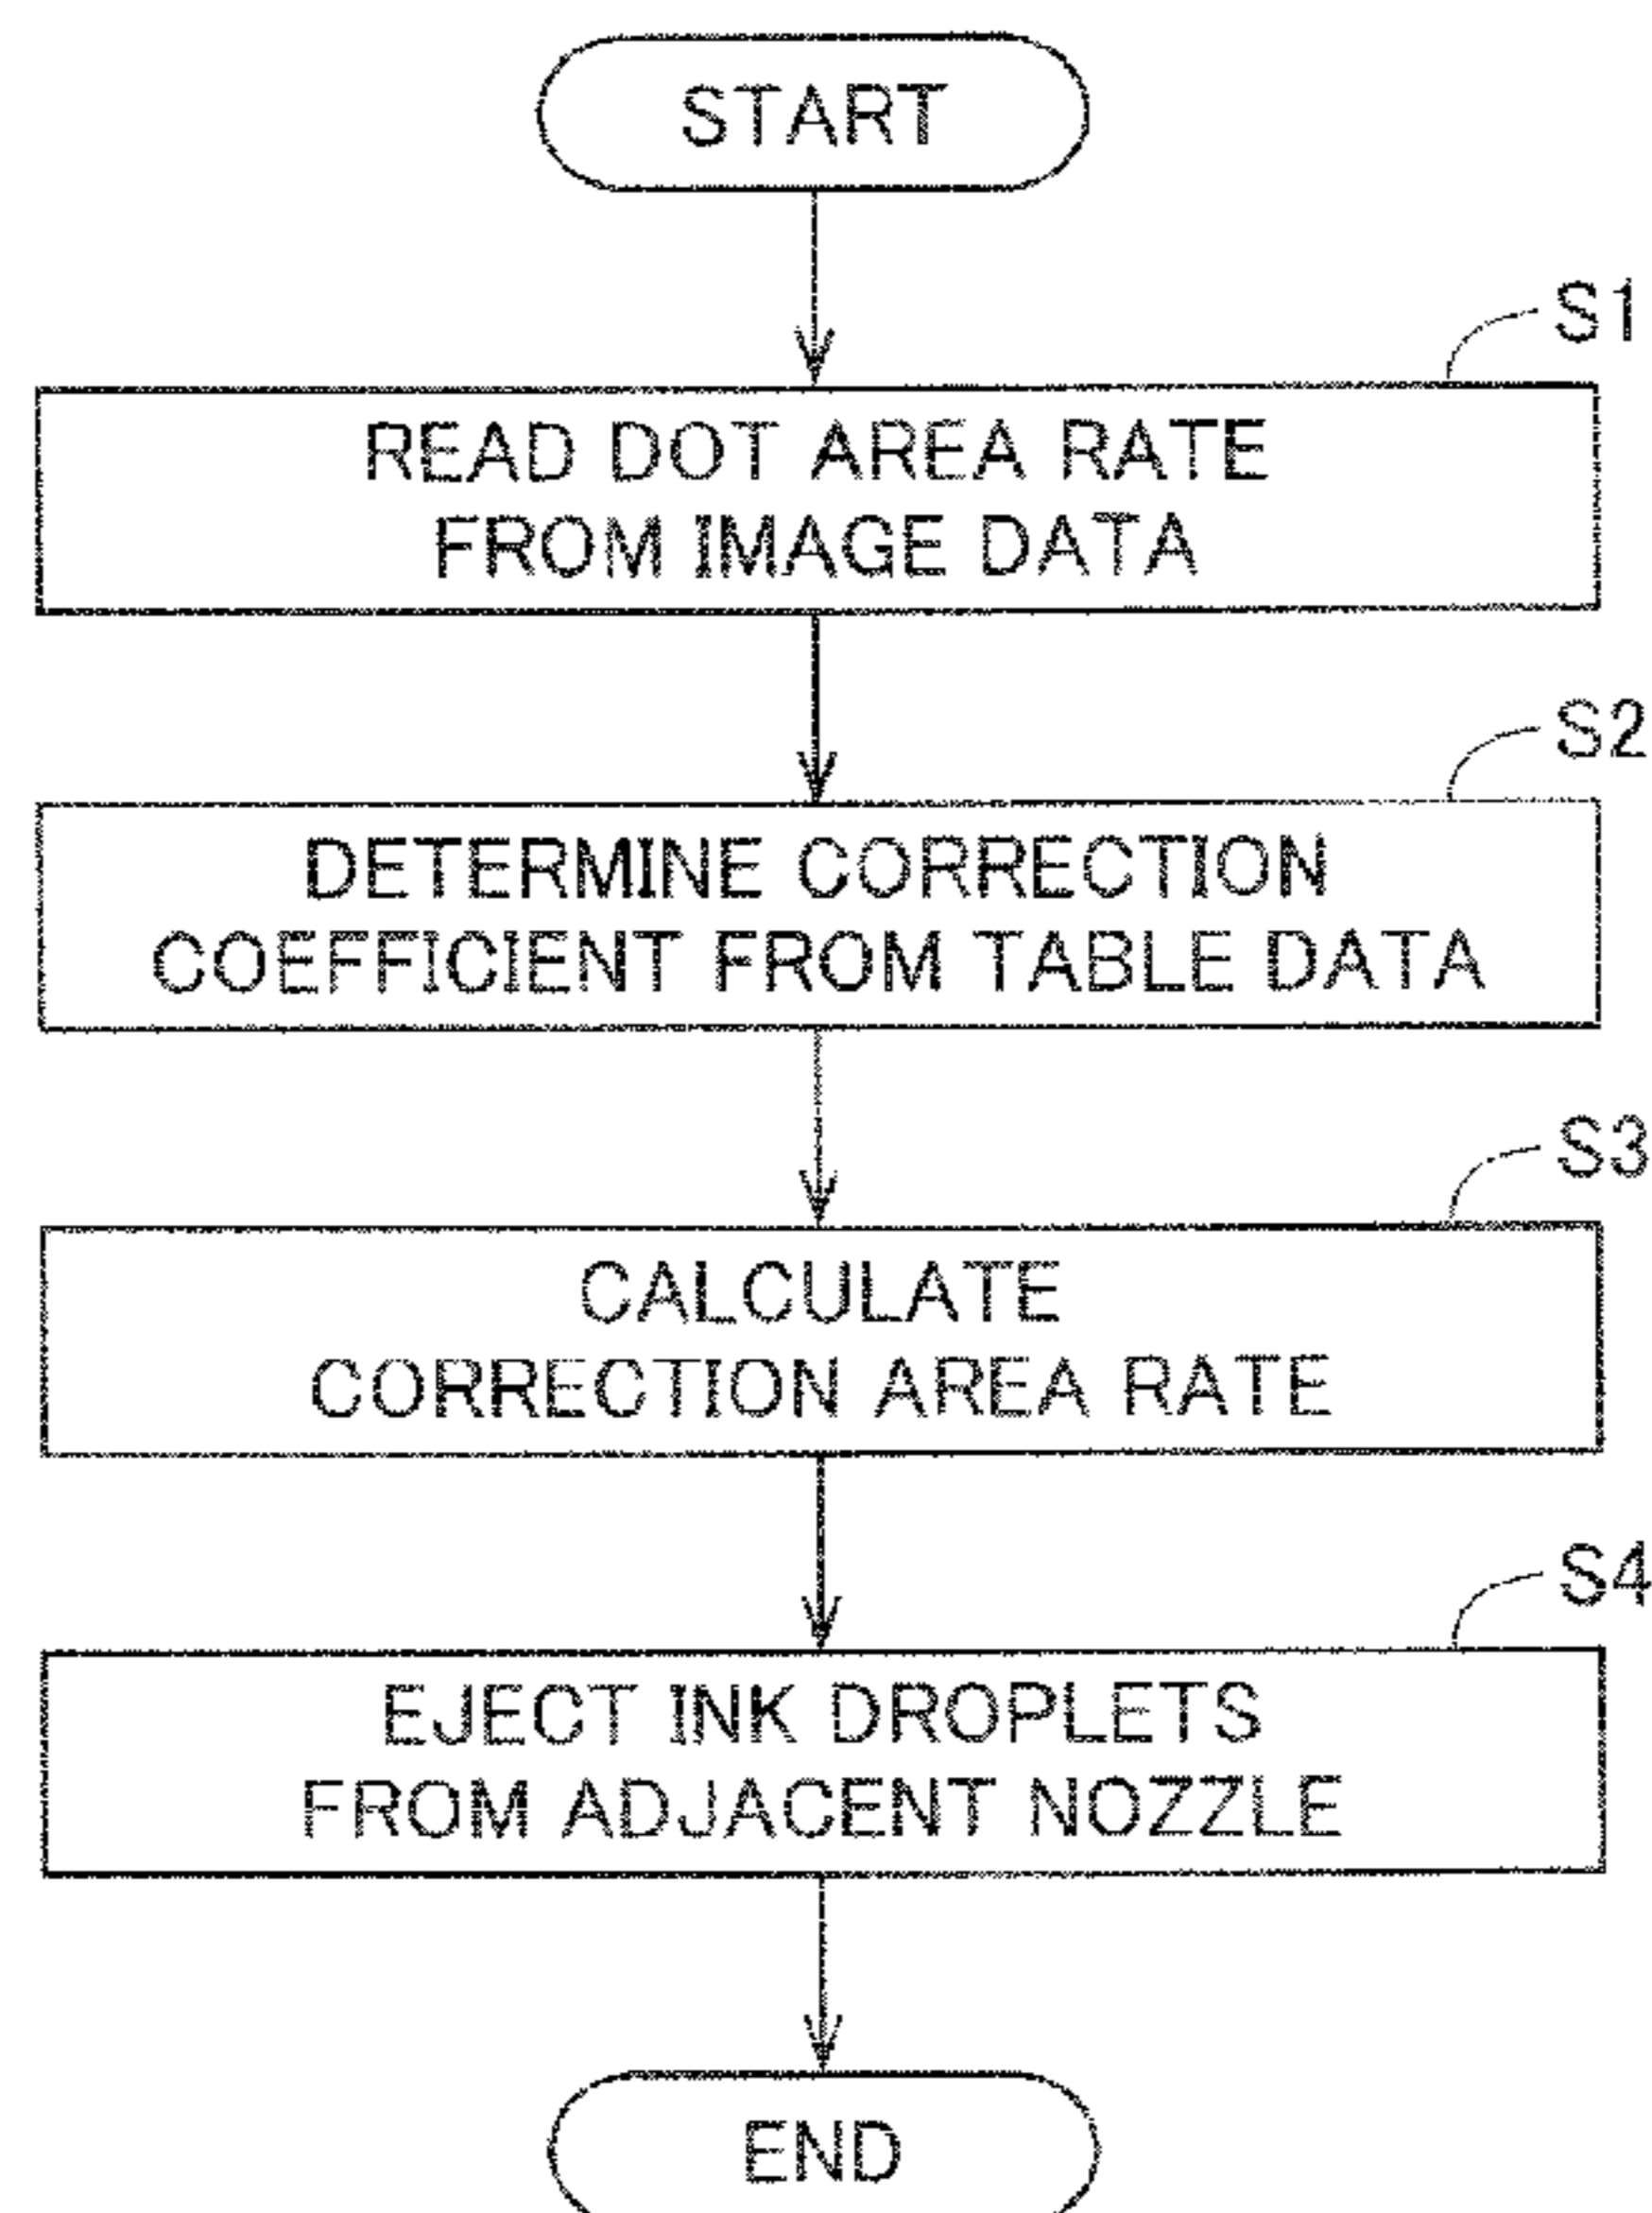 START
S1
READ DOT AREA RATE
FROM IMAGE DATA
S2
DETERMINE CORRECTION
COEFFICIENT FROM TABLE DATA
S3
CALCULATE
CORRECTION AREA RATE
S4
EJECT INK DROPLETS
FROM ADJACENT NOZZLE
END